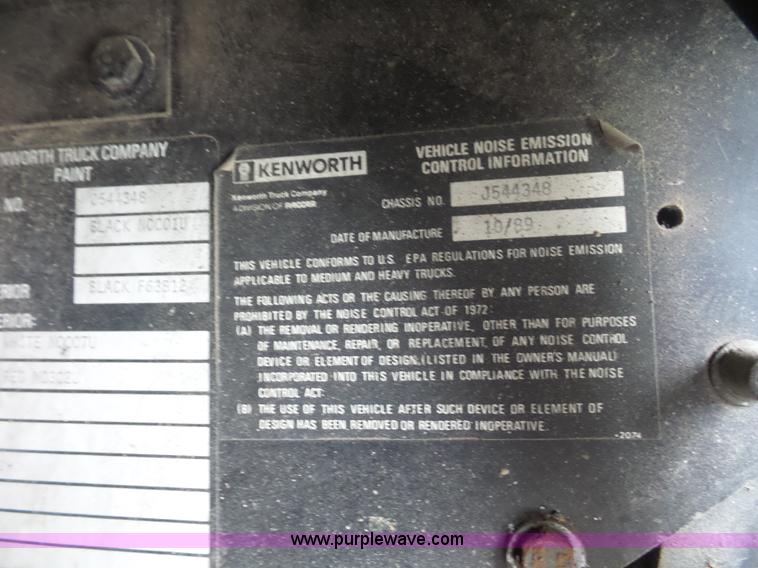 NWORTH TRUCK COMPANY
PAINT
NO. J544348
BLACK N0001U
RIOR BLACK
ERIOR:
WHITE
RED
KENWORTH
Kenworth Truck Company
A DIVISION OF PACCAR
VEHICLE NOISE EMISSION
CONTROL INFORMATION
CHASSIS NO. J544348
DATE OF MANUFACTURE 10/89
THIS VEHICLE CONFORMS TO U.S. EPA REGULATIONS FOR NOISE EMISSION
APPLICABLE TO MEDIUM AND HEAVY TRUCKS.
THE FOLLOWING ACTS OR THE CAUSING THEREOF BY ANY PERSON ARE
PROHIBITED BY THE NOISE CONTROL ACT OF 1972:
(A) THE REMOVAL OR RENDERING INOPERATIVE, OTHER THAN FOR PURPOSES
OF MAINTENANCE, REPAIR, OR REPLACEMENT, OF ANY NOISE CONTROL
DEVICE OR ELEMENT OF DESIGN (LISTED IN THE OWNER'S MANUAL)
INCORPORATED INTO THIS VEHICLE IN COMPLIANCE WITH THE NOISE
CONTROL ACT.
(B) THE USE OF THIS VEHICLE AFTER SUCH DEVICE OR ELEMENT OF
DESIGN HAS BEEN REMOVED OR RENDERED INOPERATIVE.
-2074
www.purplewave.com